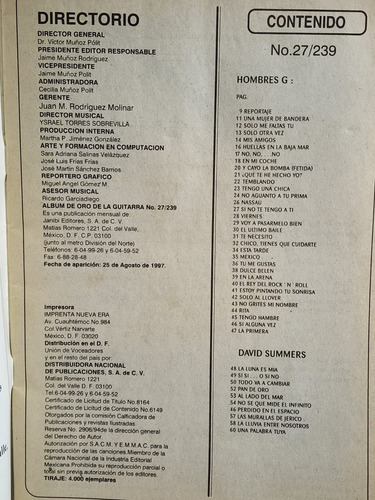 DIRECTORIO
DIRECTOR GENERAL
Dr. Víctor Muñoz Pólit
PRESIDENTE EDITOR RESPONSABLE
Jaime Muñoz Rodríguez
VICEPRESIDENTE
Jaime Muñoz Polit
ADMINISTRADORA
Cecilia Muñoz Polit
GERENTE
Juan M. Rodriguez Molinar
DIRECTOR MUSICAL
YSRAEL TORRES SOBREVILLA
PRODUCCION INTERNA
Martha P. Jiménez González
ARTE Y FORMACION EN COMPUTACION
Sara Adriana Salinas Velázquez
José Luis Frías Frías
José Martín Sánchez Barrios
REPORTERO GRAFICO
Miguel Angel Gómez M.
ASESOR MUSICAL
Ricardo Garciadiego
ALBUM DE ORO DE LA GUITARRA No. 27/239
Es una publicación mensual de:
Janibi Editores, S. A. de C. V.
Matías Romero 1221 Col. del Valle,
México, D. F. C.P. 03100
(junto al metro División del Norte)
Teléfonos: 6-04-99-26 y 6-04-59-52
Fax: 6-88-28-48
Fecha de aparición: 25 de Agosto de 1997.
Impresora
IMPRENTA NUEVA ERA
Av. Cuauhtémoc No.984
Col.Vértiz Narvarte
México, D. F. 03020
Distribución en el D. F.
Unión de Voceadores
y en el resto del país por:
DISTRIBUIDORA NACIONAL
DE PUBLICACIONES, S. A. de C. V.
Matías Romero 1221
Col. del Valle D. F. 03100
Tel.6-04-99-26 y 6-04-59-52
Certificado de Licitud de Título No.8164
Certificado de Licitud de Contenido No.6149
Otorgados por la comisión Calificadora de
Publicaciones y revistas Ilustradas.
Reserva No. 2906/94de la dirección general
del Derecho de Autor
Autorización por S.A.C.M. Y E.M.M.A.C. para la
reproducción de las canciones.Miembro de la
Cámara Nacional de la Industria Editorial
Mexicana Prohibida su reproducción parcial o
total sin previa autorización de los editores.
TIRAJE: 4.000 ejemplares
CONTENIDO
No.27/239
HOMBRES G :
PAG.
9 REPORTAJE
11 UNA MUJER DE BANDERA
12 SOLO ME FALTAS TU
13 SOLO OTRA VEZ
14 MIS AMIGOS
16 HUELLAS EN LA BAJA MAR
17 NO, NO... NO
18 EN MI COCHE
20 Y CAYO LA BOMBA (FETIDA)
21 ¿QUE TE HE HECHO YO?
22 TEMBLANDO
23 TENGO UNA CHICA
24 NO AGUANTO A TU PRIMA
26 NASSAU
27 SI NO TE TENGO A TI
28 VIERNES
29 VOY A PASARMELO BIEN
30 EL ULTIMO BAILE
31 TE NECESITO
32 CHICO, TIENES QUE CUIDARTE
34 ESTA TARDE
35 MEXICO
36 TU ME GUSTAS
38 DULCE BELEN
39 EN LA ARENA
40 EL REY DEL ROCK ' N ' ROLL
41 ESTOY PINTANDO TU SONRISA
42 SOLO AL LLOVER
43 NO GRITES MI NOMBRE
44 RITA
45 TENGO HAMBRE
46 SI ALGUNA VEZ
47 LA PRIMERA
DAVID SUMMERS
48 LA LUNA ES MIA
49 SI SI . . . O SI NO
50 TODO VA A CAMBIAR
52 PAN DE ORO
53 AL LADO DEL MAR
54 NO SE QUE MIDE EL INFINITO
56 PERDIDO EN EL ESPACIO
57 LAS MURALLAS DE JERICO
58 LA LLUVIA ENTRE NOSOTROS
60 UNA PALABRA TUYA